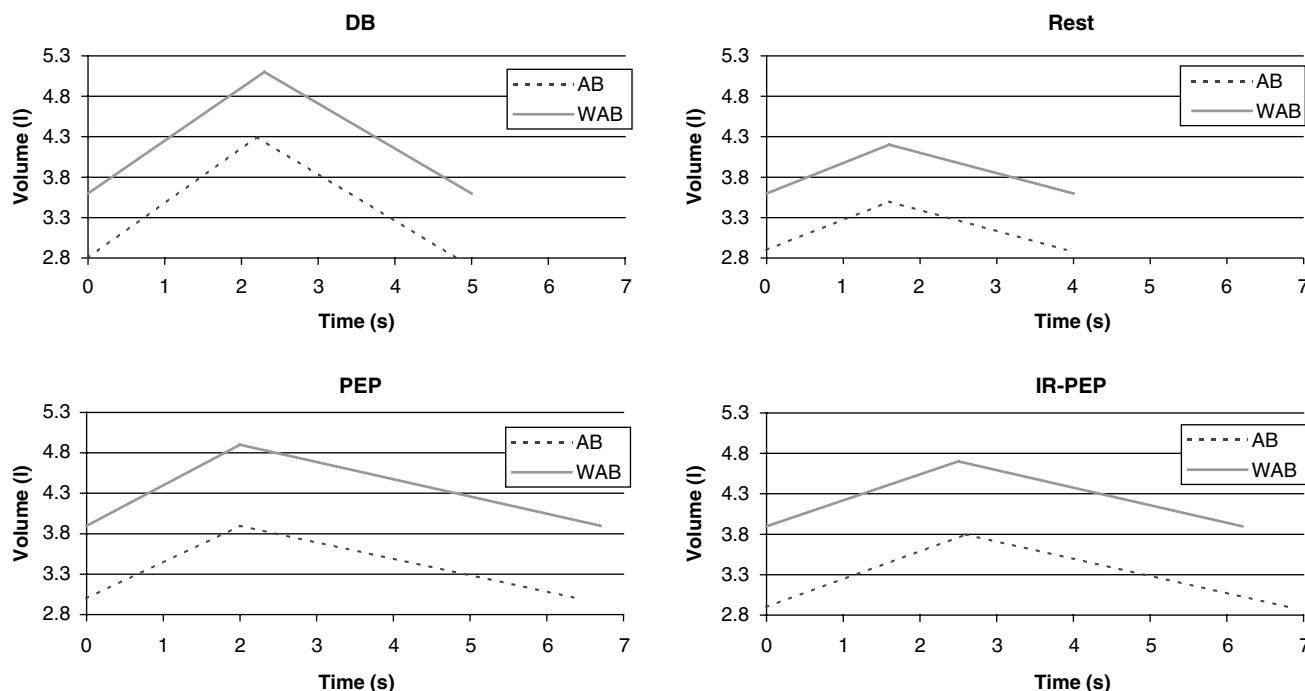 DB
5.3
4.8
4.3
3.8
3.3
2.8
Volume (l)
0 1 2 3 4 5 6 7
Time (s)
AB
WAB
Rest
5.3
4.8
4.3
3.8
3.3
2.8
Volume (l)
0 1 2 3 4 5 6 7
Time (s)
AB
WAB
PEP
5.3
4.8
4.3
3.8
3.3
2.8
Volume (l)
0 1 2 3 4 5 6 7
Time (s)
AB
WAB
IR-PEP
5.3
4.8
4.3
3.8
3.3
2.8
Volume (l)
0 1 2 3 4 5 6 7
Time (s)
AB
WAB